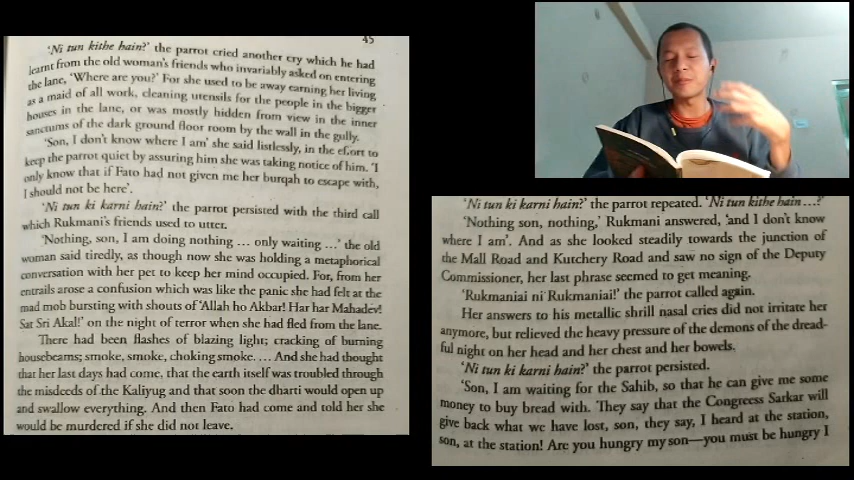 45
'Ni tun kithe hain?' the parrot cried another cry which he had
learnt from the old woman's friends who invariably asked on entering
the lane, 'Where are you?' For she used to be away earning her living
as a maid of all work, cleaning utensils for the people in the bigger
houses in the lane, or was mostly hidden from view in the inner
sanctums of the dark ground floor room by the wall in the gully.
'Son, I don't know where I am' she said listlessly, in the effort to
keep the parrot quiet by assuring him she was taking notice of him. 'I
only know that if Fato had not given me her burqah to escape with,
I should not be here'.
'Ni tun ki karni hain?' the parrot persisted with the third call
which Rukmani's friends used to utter.
'Nothing, son, I am doing nothing ... only waiting ...' the old
woman said tiredly, as though now she was holding a metaphorical
conversation with her pet to keep her mind occupied. For, from her
entrails arose a confusion which was like the panic she had felt at the
mad mob bursting with shouts of 'Allah ho Akbar! Har har Mahadev!
Sat Sri Akal!' on the night of terror when she had fled from the lane.
There had been flashes of blazing light; cracking of burning
housebeams; smoke, smoke, choking smoke. ... And she had thought
that her last days had come, that the earth itself was troubled through
the misdeeds of the Kaliyug and that soon the dharti would open up
and swallow everything. And then Fato had come and told her she
would be murdered if she did not leave.
'Ni tun ki karni hain?' the parrot repeated. 'Ni tun kithe hain ...?'
'Nothing son, nothing,' Rukmani answered, 'and I don't know
where I am'. And as she looked steadily towards the junction of
the Mall Road and Kutchery Road and saw no sign of the Deputy
Commissioner, her last phrase seemed to get meaning.
'Rukmaniai ni Rukmaniai!' the parrot called again.
Her answers to his metallic shrill nasal cries did not irritate her
anymore, but relieved the heavy pressure of the demons of the dread-
ful night on her head and her chest and her bowels.
'Ni tun ki karni hain?' the parrot persisted.
'Son, I am waiting for the Sahib, so that he can give me some
money to buy bread with. They say that the Congress Sarkar will
give back what we have lost, son, they say, I heard at the station,
son, at the station! Are you hungry my son—you must be hungry I